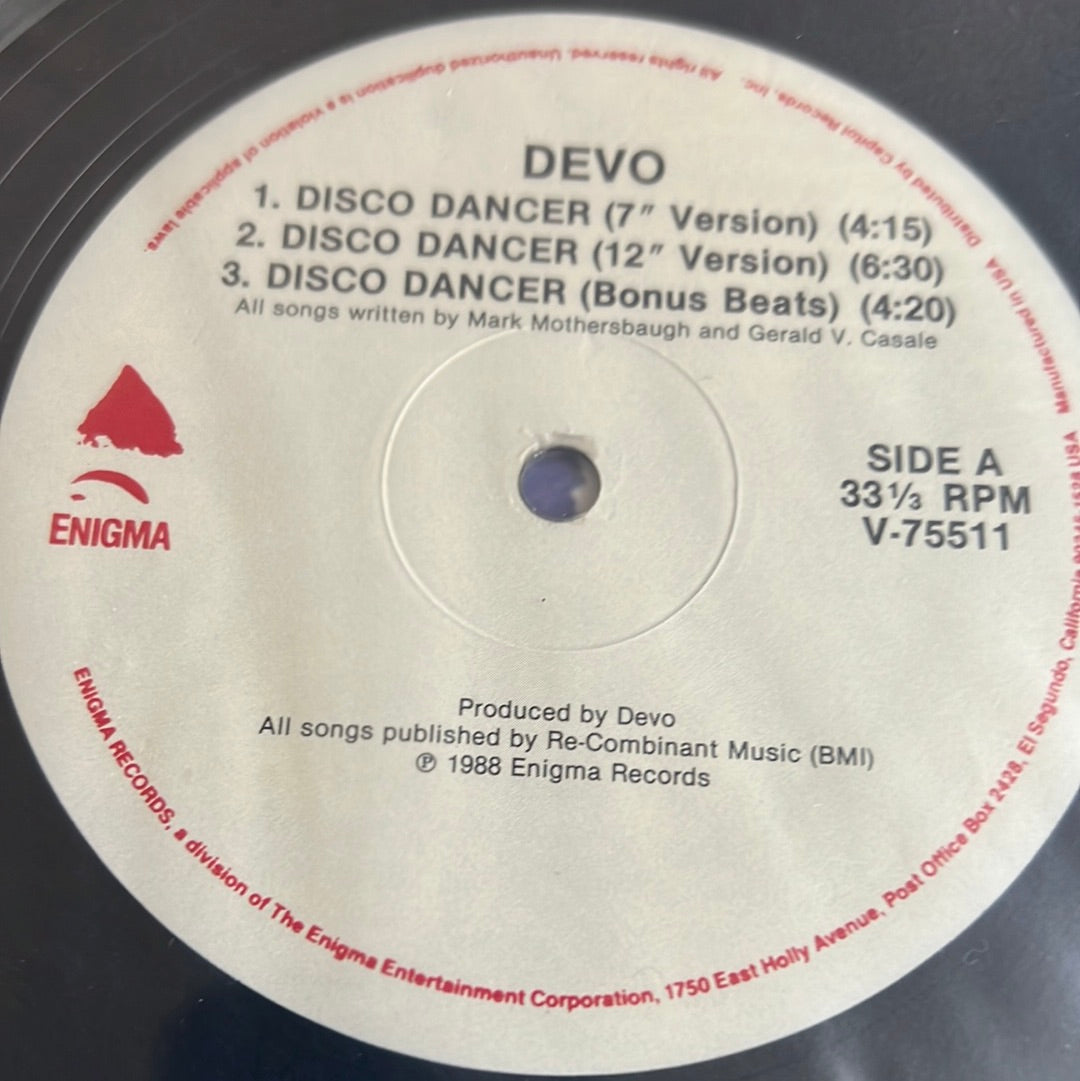 DEVO
1. DISCO DANCER (7″ Version) (4:15)
2. DISCO DANCER (12″ Version) (6:30)
3. DISCO DANCER (Bonus Beats) (4:20)
All songs written by Mark Mothersbaugh and Gerald V. Casale
ENIGMA
SIDE A
33⅓ RPM
V-75511
Produced by Devo
All songs published by Re-Combinant Music (BMI)
℗ 1988 Enigma Records
ENIGMA RECORDS, a division of The Enigma Entertainment Corporation, 1750 East Holly Avenue, Post Office Box 2428, El Segundo, California USA Manufactured in USA Distributed by Capitol Records, Inc. All rights reserved. Unauthorized duplication is a violation of applicable laws.